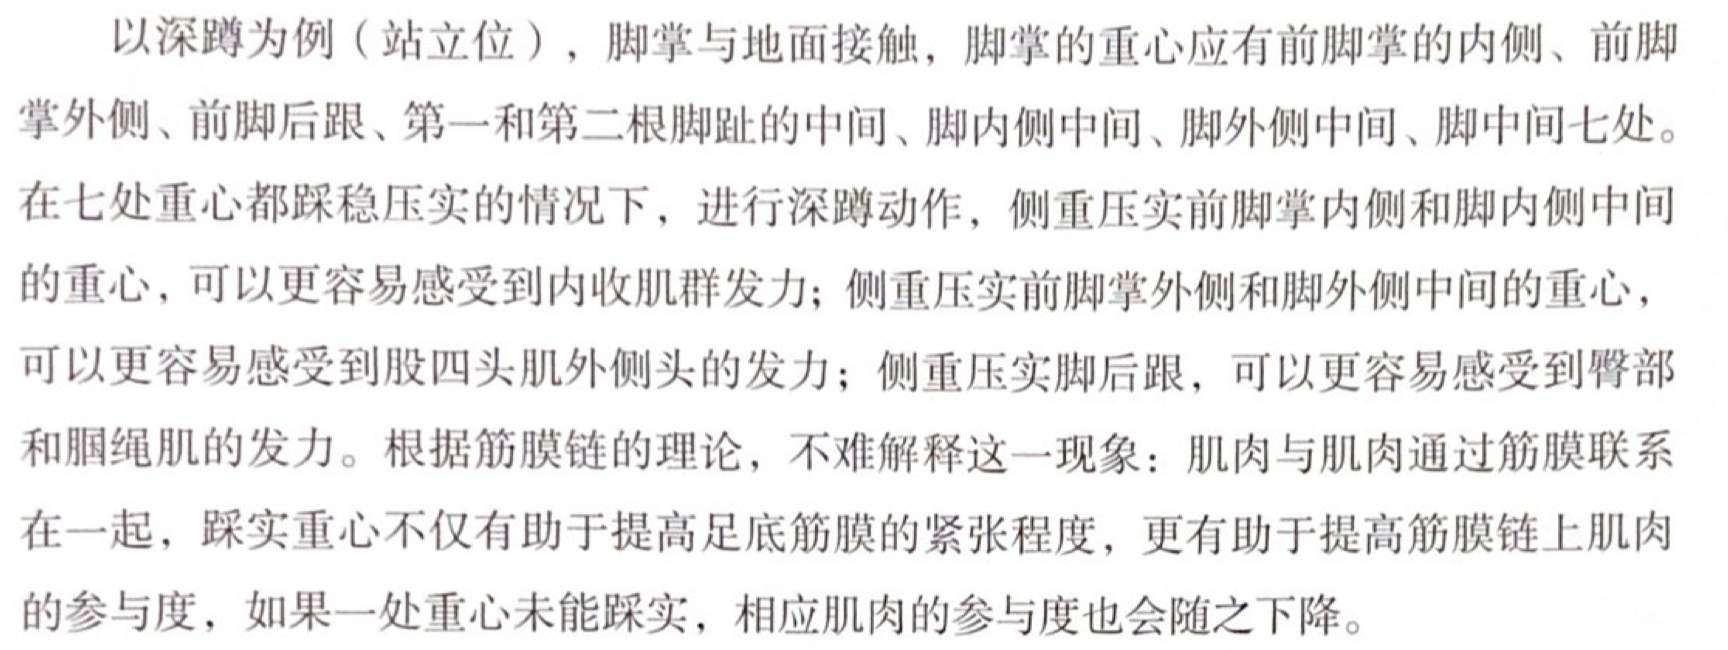 以深蹲为例（站立位），脚掌与地面接触，脚掌的重心应有前脚掌的内侧、前脚
掌外侧、前脚后跟、第一和第二根脚趾的中间、脚内侧中间、脚外侧中间、脚中间七处。
在七处重心都踩稳压实的情况下，进行深蹲动作，侧重压实前脚掌内侧和脚内侧中间
的重心，可以更容易感受到内收肌群发力；侧重压实前脚掌外侧和脚外侧中间的重心，
可以更容易感受到股四头肌外侧头的发力；侧重压实脚后跟，可以更容易感受到臀部
和腘绳肌的发力。根据筋膜链的理论，不难解释这一现象：肌肉与肌肉通过筋膜联系
在一起，踩实重心不仅有助于提高足底筋膜的紧张程度，更有助于提高筋膜链上肌肉
的参与度，如果一处重心未能踩实，相应肌肉的参与度也会随之下降。